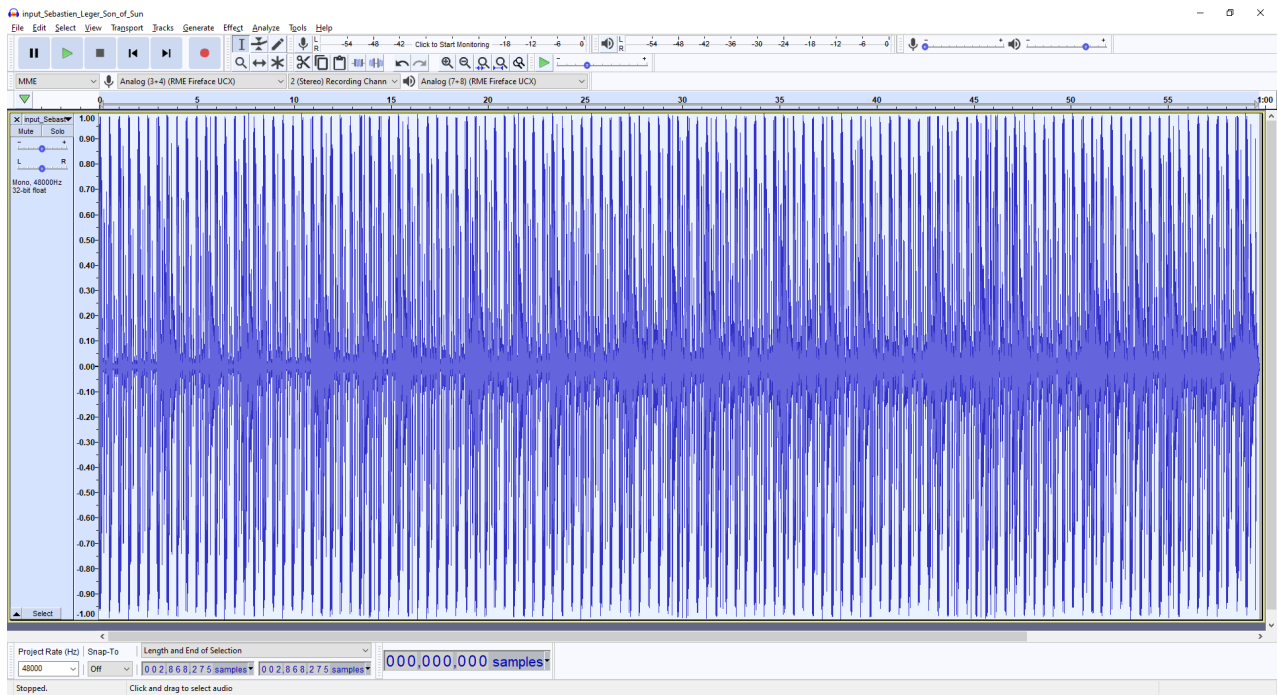 input_Sebastien_Leger_Son_of_Sun
File Edit Select View Transport Tracks Generate Effect Analyze Tools Help
L R -54 -48 -42 Click to Start Monitoring -18 -12 -6 0 L R -54 -48 -42 -36 -30 -24 -18 -12 -6 0 - + - +
- +
MME Analog (3+4) (RME Fireface UCX) 2 (Stereo) Recording Chann Analog (7+8) (RME Fireface UCX)
0 5 10 15 20 25 30 35 40 45 50 55 1:00
input_Sebast
Mute Solo
- +
L R
Mono, 48000Hz
32-bit float
Select
1.00
0.90
0.80
0.70
0.60
0.50
0.40
0.30
0.20
0.10
0.00
-0.10
-0.20
-0.30
-0.40
-0.50
-0.60
-0.70
-0.80
-0.90
-1.00
Project Rate (Hz) Snap-To Length and End of Selection
48000 Off 002,868,275 samples 002,868,275 samples 000,000,000 samples
Stopped. Click and drag to select audio